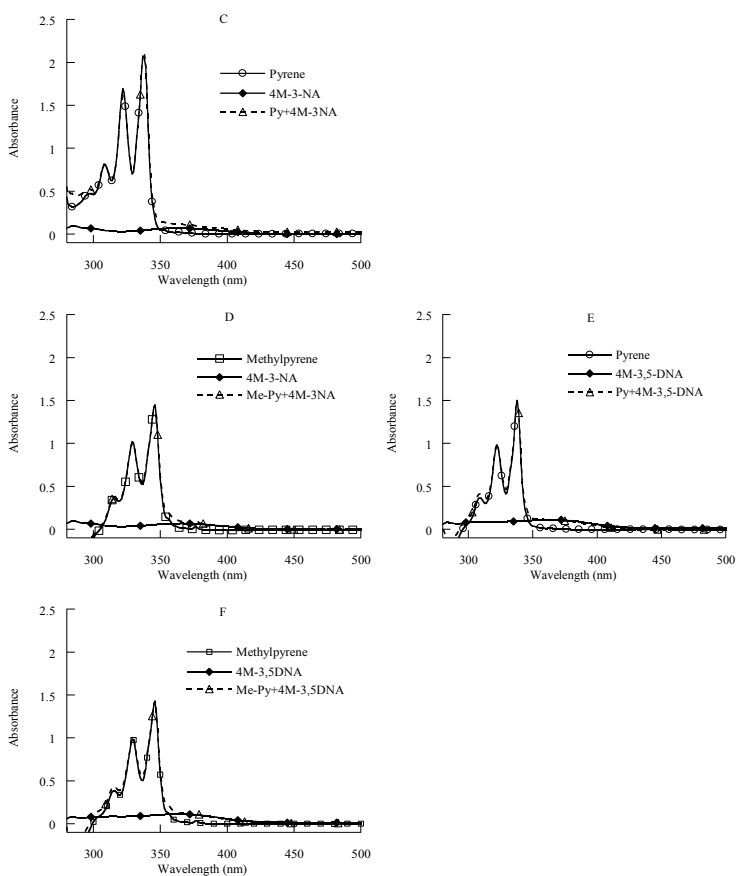 C
2.5
2
1.5
1
0.5
0
Absorbance
Pyrene
4M-3-NA
Py+4M-3NA
300 350 400 450 500
Wavelength (nm)
D
2.5
2
1.5
1
0.5
0
Absorbance
Methylpyrene
4M-3-NA
Me-Py+4M-3NA
300 350 400 450 500
Wavelength (nm)
E
2.5
2
1.5
1
0.5
0
Absorbance
Pyrene
4M-3,5-DNA
Py+4M-3,5-DNA
300 350 400 450 500
Wavelength (nm)
F
2.5
2
1.5
1
0.5
0
Absorbance
Methylpyrene
4M-3,5DNA
Me-Py+4M-3,5DNA
300 350 400 450 500
Wavelength (nm)